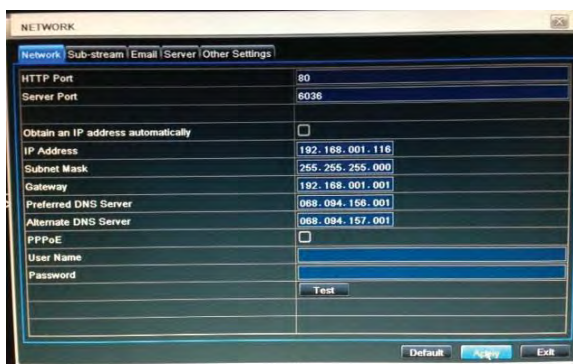 NETWORK
Network Sub-stream Email Server Other Settings
HTTP Port 80
Server Port 6036
Obtain an IP address automatically
IP Address 192.168.001.116
Subnet Mask 255.255.255.000
Gateway 192.168.001.001
Preferred DNS Server 068.094.156.001
Alternate DNS Server 068.094.157.001
PPPoE
User Name
Password
Test
Default Apply Exit